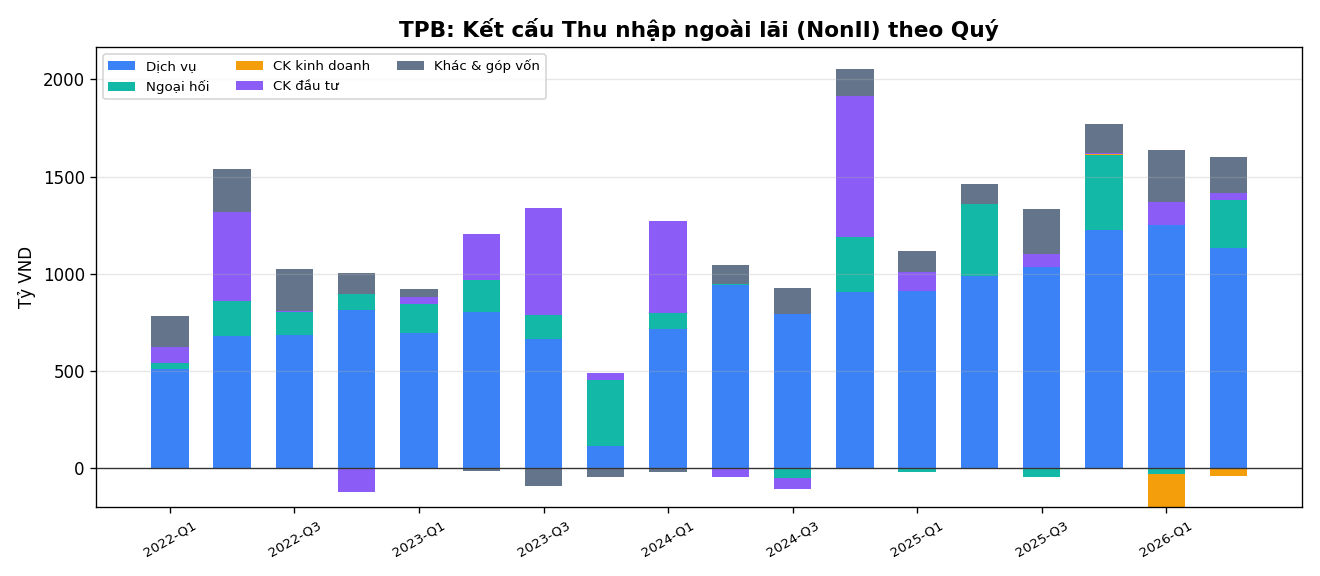 TPB: Kết cấu Thu nhập ngoài lãi (NonII) theo Quý
Dịch vụ
Ngoại hối
CK kinh doanh
CK đầu tư
Khác & góp vốn
Tỷ VND
2000
1500
1000
500
0
2022-Q1
2022-Q3
2023-Q1
2023-Q3
2024-Q1
2024-Q3
2025-Q1
2025-Q3
2026-Q1